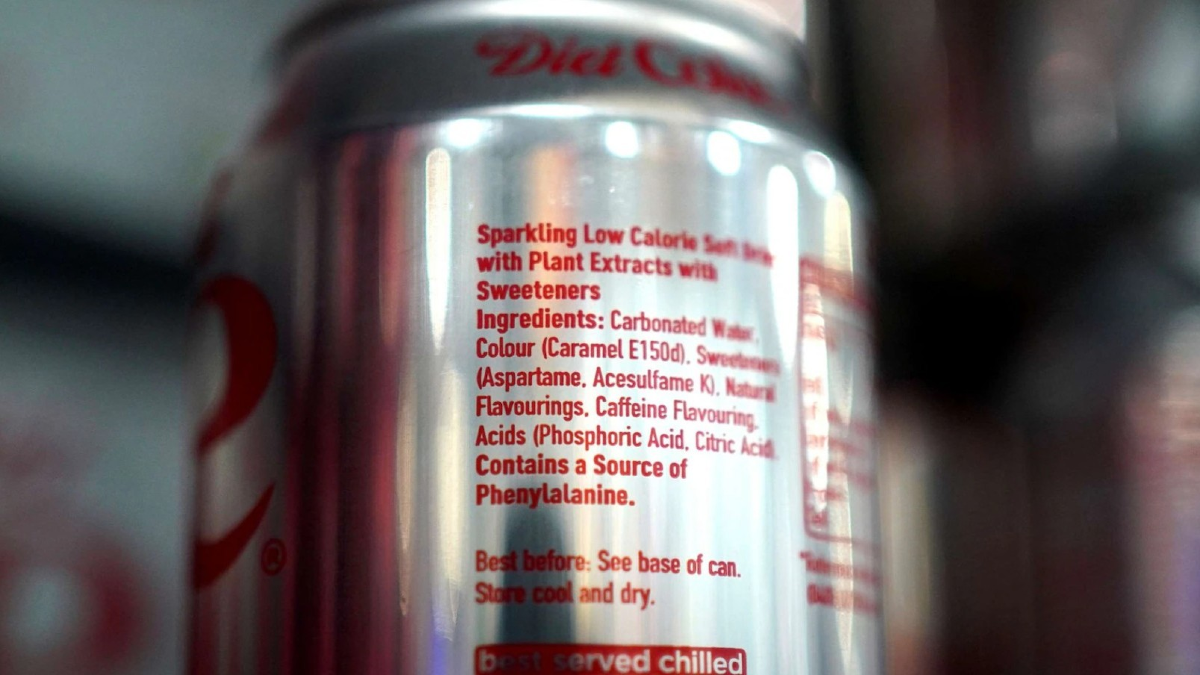 Diet Coke
Sparkling Low Calorie Soft Drink
with Plant Extracts with
Sweeteners
Ingredients: Carbonated Water,
Colour (Caramel E150d), Sweeteners
(Aspartame, Acesulfame K), Natural
Flavourings, Caffeine Flavouring,
Acids (Phosphoric Acid, Citric Acid).
Contains a Source of
Phenylalanine.
®
Best before: See base of can.
Store cool and dry.
best served chilled